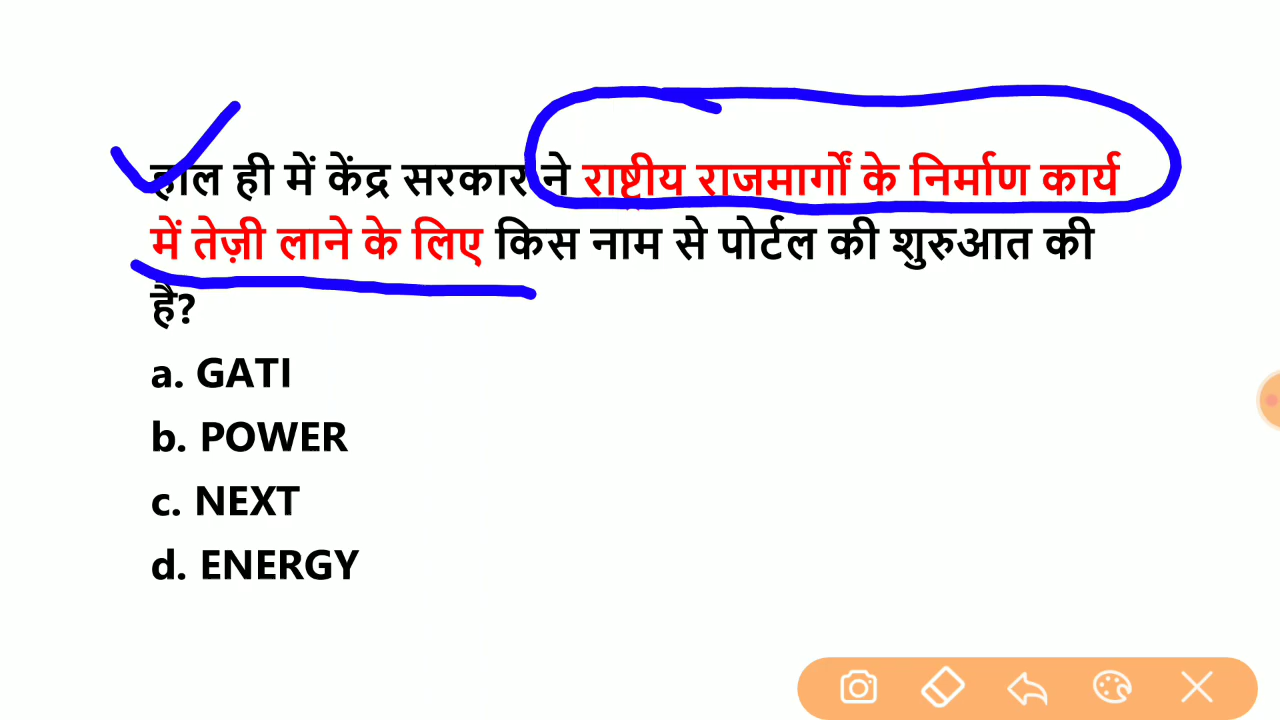 हाल ही में केंद्र सरकार ने राष्ट्रीय राजमार्गों के निर्माण कार्य
में तेज़ी लाने के लिए किस नाम से पोर्टल की शुरुआत की
है?
a. GATI
b. POWER
c. NEXT
d. ENERGY